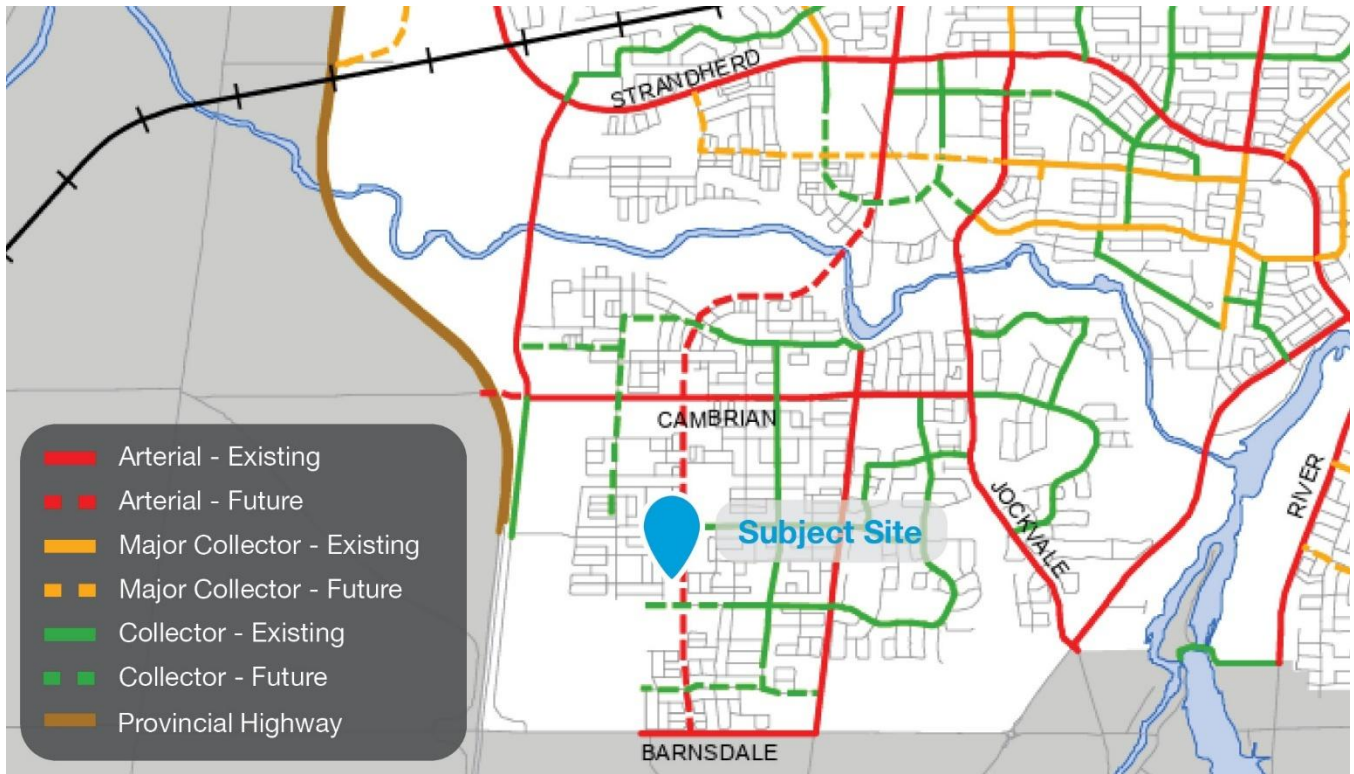 STRANDHERD
CAMBRIAN
JOCKVALE
RIVER
Subject Site
BARNSDALE
Arterial - Existing
Arterial - Future
Major Collector - Existing
Major Collector - Future
Collector - Existing
Collector - Future
Provincial Highway